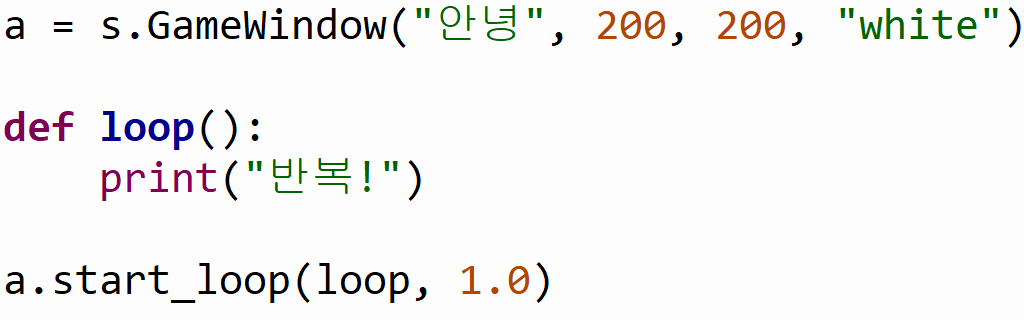 a = s.GameWindow("안녕", 200, 200, "white")
def loop():
    print("반복!")
a.start_loop(loop, 1.0)